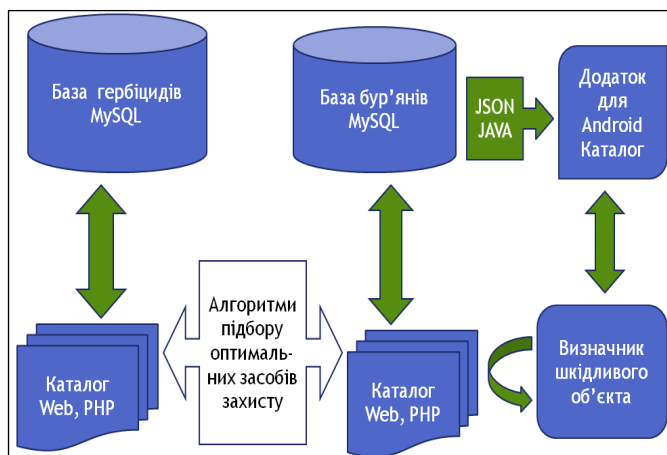 База гербіцидів
MySQL
База бур’янів
MySQL
JSON
JAVA
Додаток
для
Android
Каталог
Алгоритми
підбору
оптималь-
них засобів
захисту
Каталог
Web, PHP
Каталог
Web, PHP
Визначник
шкідливого
об’єкта